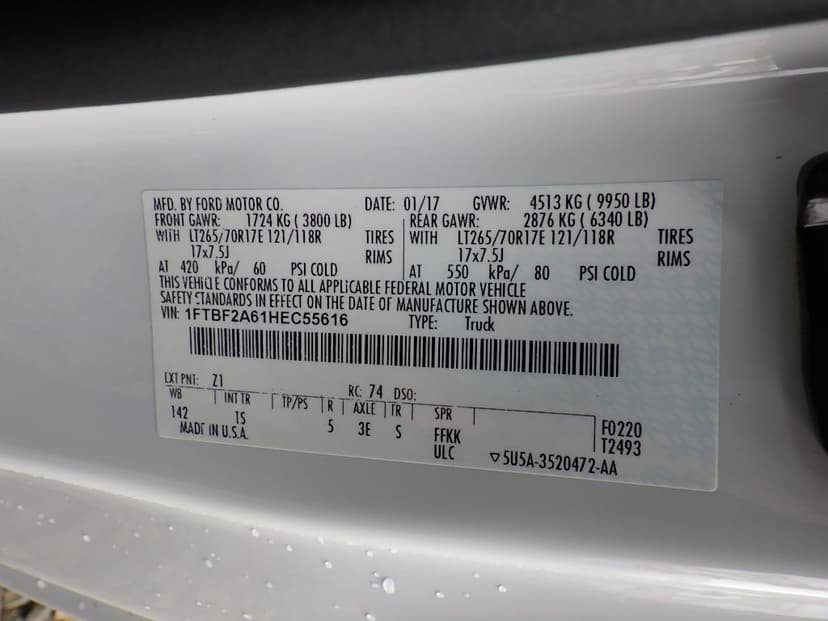 MFD. BY FORD MOTOR CO. DATE: 01/17 GVWR: 4513 KG ( 9950 LB)
FRONT GAWR: 1724 KG ( 3800 LB) REAR GAWR: 2876 KG ( 6340 LB)
WITH LT265/70R17E 121/118R TIRES WITH LT265/70R17E 121/118R TIRES
17x7.5J RIMS 17x7.5J RIMS
AT 420 kPa/ 60 PSI COLD AT 550 kPa/ 80 PSI COLD
THIS VEHICLE CONFORMS TO ALL APPLICABLE FEDERAL MOTOR VEHICLE
SAFETY STANDARDS IN EFFECT ON THE DATE OF MANUFACTURE SHOWN ABOVE.
VIN: 1FTBF2A61HEC55616 TYPE: Truck
EXT PNT: Z1 RC: 74 DSO:
WB INT TR TP/PS R AXLE TR SPR
142 1S 5 3E S FFKK F0220
MADE IN U.S.A. ULC T2493
▽5U5A-3520472-AA